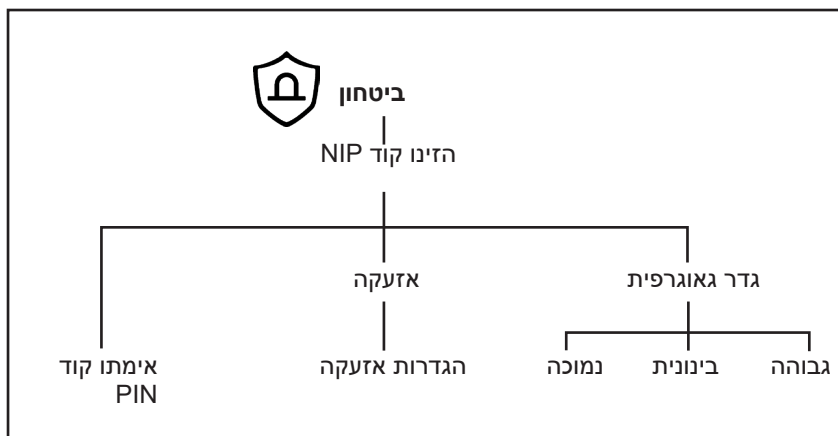 ביטחון
הזינו קוד NIP
גדר גאוגרפית
אזעקה
גבוהה
בינונית
נמוכה
הגדרות אזעקה
אימתו קוד
PIN